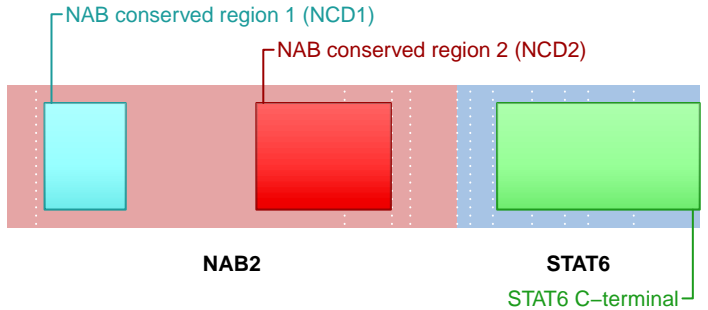 NAB conserved region 1 (NCD1)
NAB conserved region 2 (NCD2)
NAB2
STAT6
STAT6 C−terminal